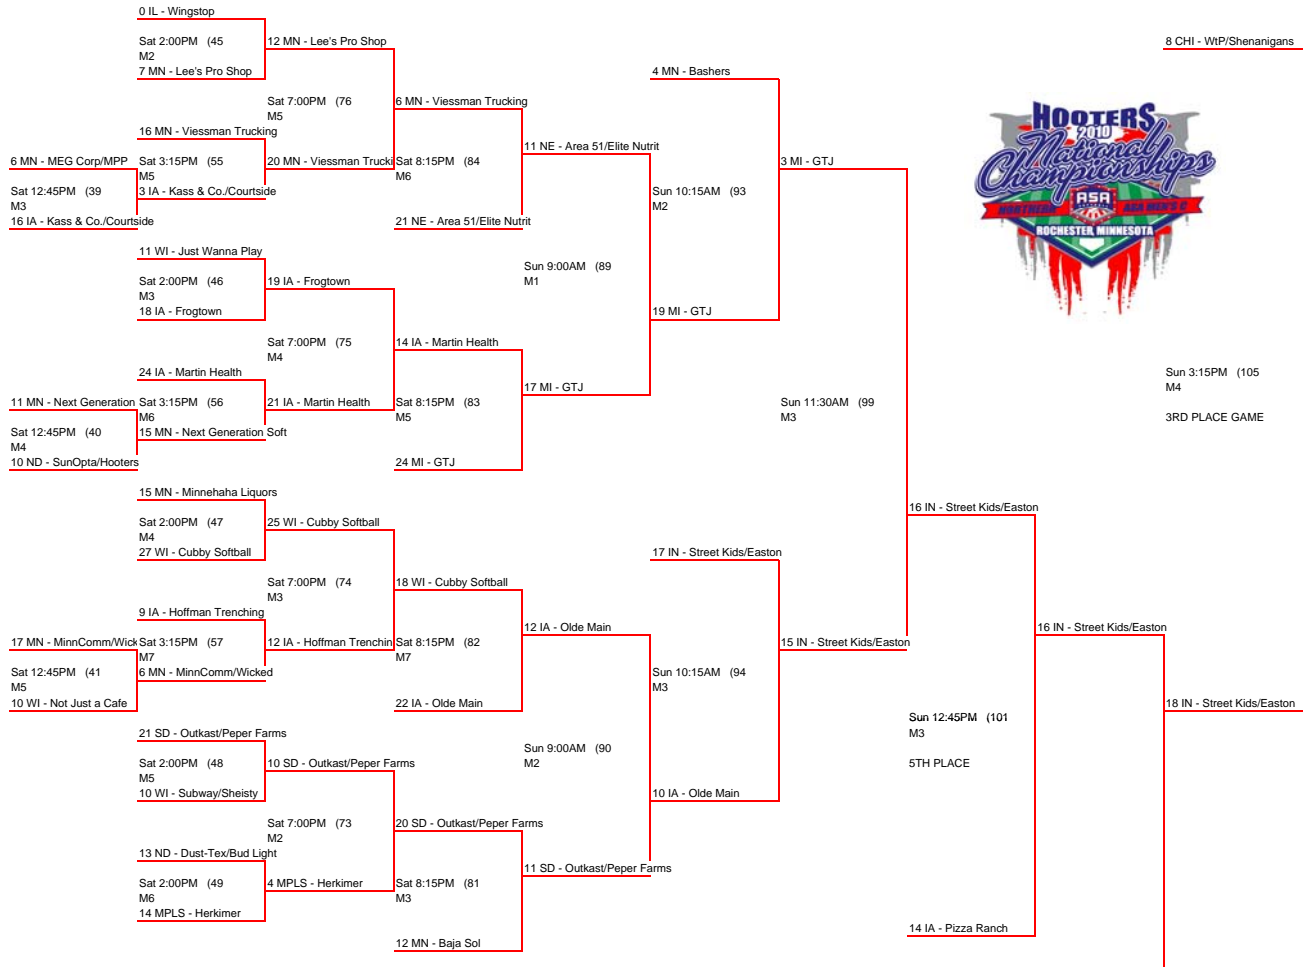 0 IL - Wingstop
Sat 2:00PM (45
M2
12 MN - Lee's Pro Shop
7 MN - Lee's Pro Shop
Sat 7:00PM (76
M5
6 MN - Viessman Trucking
16 MN - Viessman Trucking
6 MN - MEG Corp/MPP
Sat 3:15PM (55
M5
20 MN - Viessman Trucki
Sat 8:15PM (84
M6
11 NE - Area 51/Elite Nutrit
Sat 12:45PM (39
M3
3 IA - Kass & Co./Courtside
16 IA - Kass & Co./Courtside
21 NE - Area 51/Elite Nutrit
11 WI - Just Wanna Play
Sat 2:00PM (46
M3
19 IA - Frogtown
18 IA - Frogtown
Sun 9:00AM (89
M1
Sat 7:00PM (75
M4
14 IA - Martin Health
24 IA - Martin Health
11 MN - Next Generation
Sat 3:15PM (56
M6
21 IA - Martin Health
Sat 8:15PM (83
M5
17 MI - GTJ
Sat 12:45PM (40
M4
15 MN - Next Generation Soft
10 ND - SunOpta/Hooters
24 MI - GTJ
4 MN - Bashers
3 MI - GTJ
Sun 10:15AM (93
M2
19 MI - GTJ
Sun 11:30AM (99
M3
8 CHI - WtP/Shenanigans
HOOTERS
2010
National
Championships
NORTHERN
ASA
ASA MEN'S C
ROCHESTER, MINNESOTA
Sun 3:15PM (105
M4
3RD PLACE GAME
15 MN - Minnehaha Liquors
Sat 2:00PM (47
M4
25 WI - Cubby Softball
27 WI - Cubby Softball
Sat 7:00PM (74
M3
18 WI - Cubby Softball
9 IA - Hoffman Trenching
17 MN - MinnComm/Wick
Sat 3:15PM (57
M7
12 IA - Hoffman Trenchin
Sat 8:15PM (82
M7
12 IA - Olde Main
Sat 12:45PM (41
M5
6 MN - MinnComm/Wicked
10 WI - Not Just a Cafe
22 IA - Olde Main
21 SD - Outkast/Peper Farms
Sat 2:00PM (48
M5
10 SD - Outkast/Peper Farms
10 WI - Subway/Sheisty
Sun 9:00AM (90
M2
Sat 7:00PM (73
M2
20 SD - Outkast/Peper Farms
13 ND - Dust-Tex/Bud Light
Sat 2:00PM (49
M6
4 MPLS - Herkimer
Sat 8:15PM (81
M3
11 SD - Outkast/Peper Farms
14 MPLS - Herkimer
12 MN - Baja Sol
17 IN - Street Kids/Easton
15 IN - Street Kids/Easton
Sun 10:15AM (94
M3
10 IA - Olde Main
16 IN - Street Kids/Easton
16 IN - Street Kids/Easton
Sun 12:45PM (101
M3
5TH PLACE
14 IA - Pizza Ranch
18 IN - Street Kids/Easton